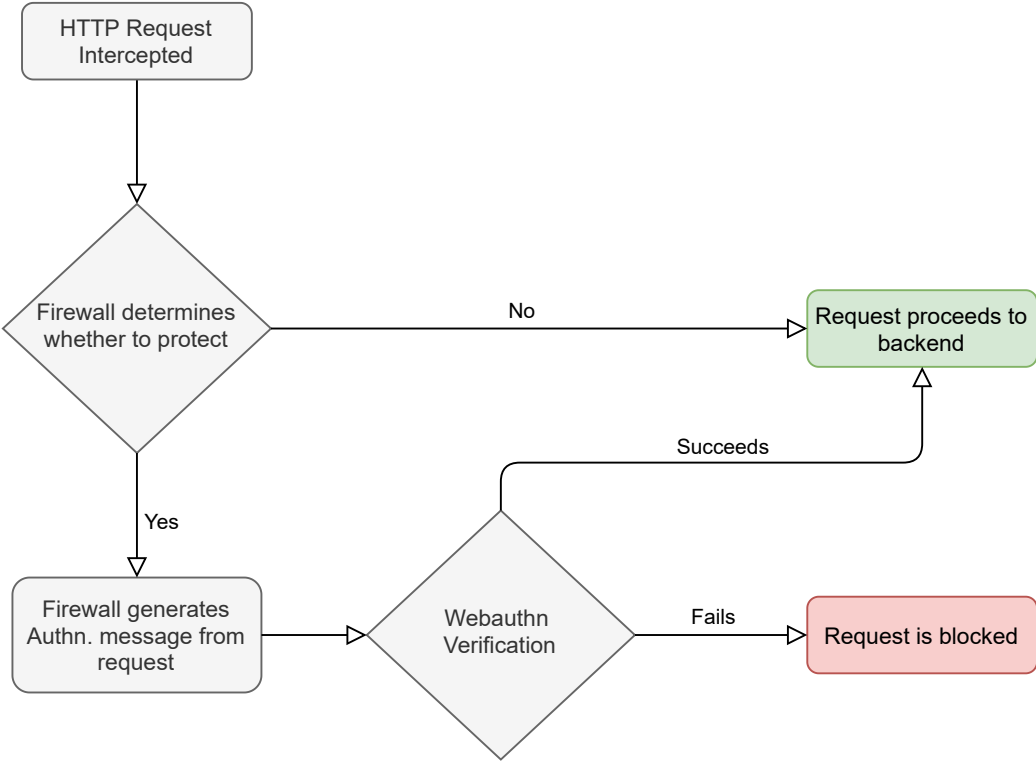 HTTP Request
Intercepted
Firewall determines
whether to protect
No
Request proceeds to
backend
Succeeds
Yes
Firewall generates
Authn. message from
request
Webauthn
Verification
Fails
Request is blocked